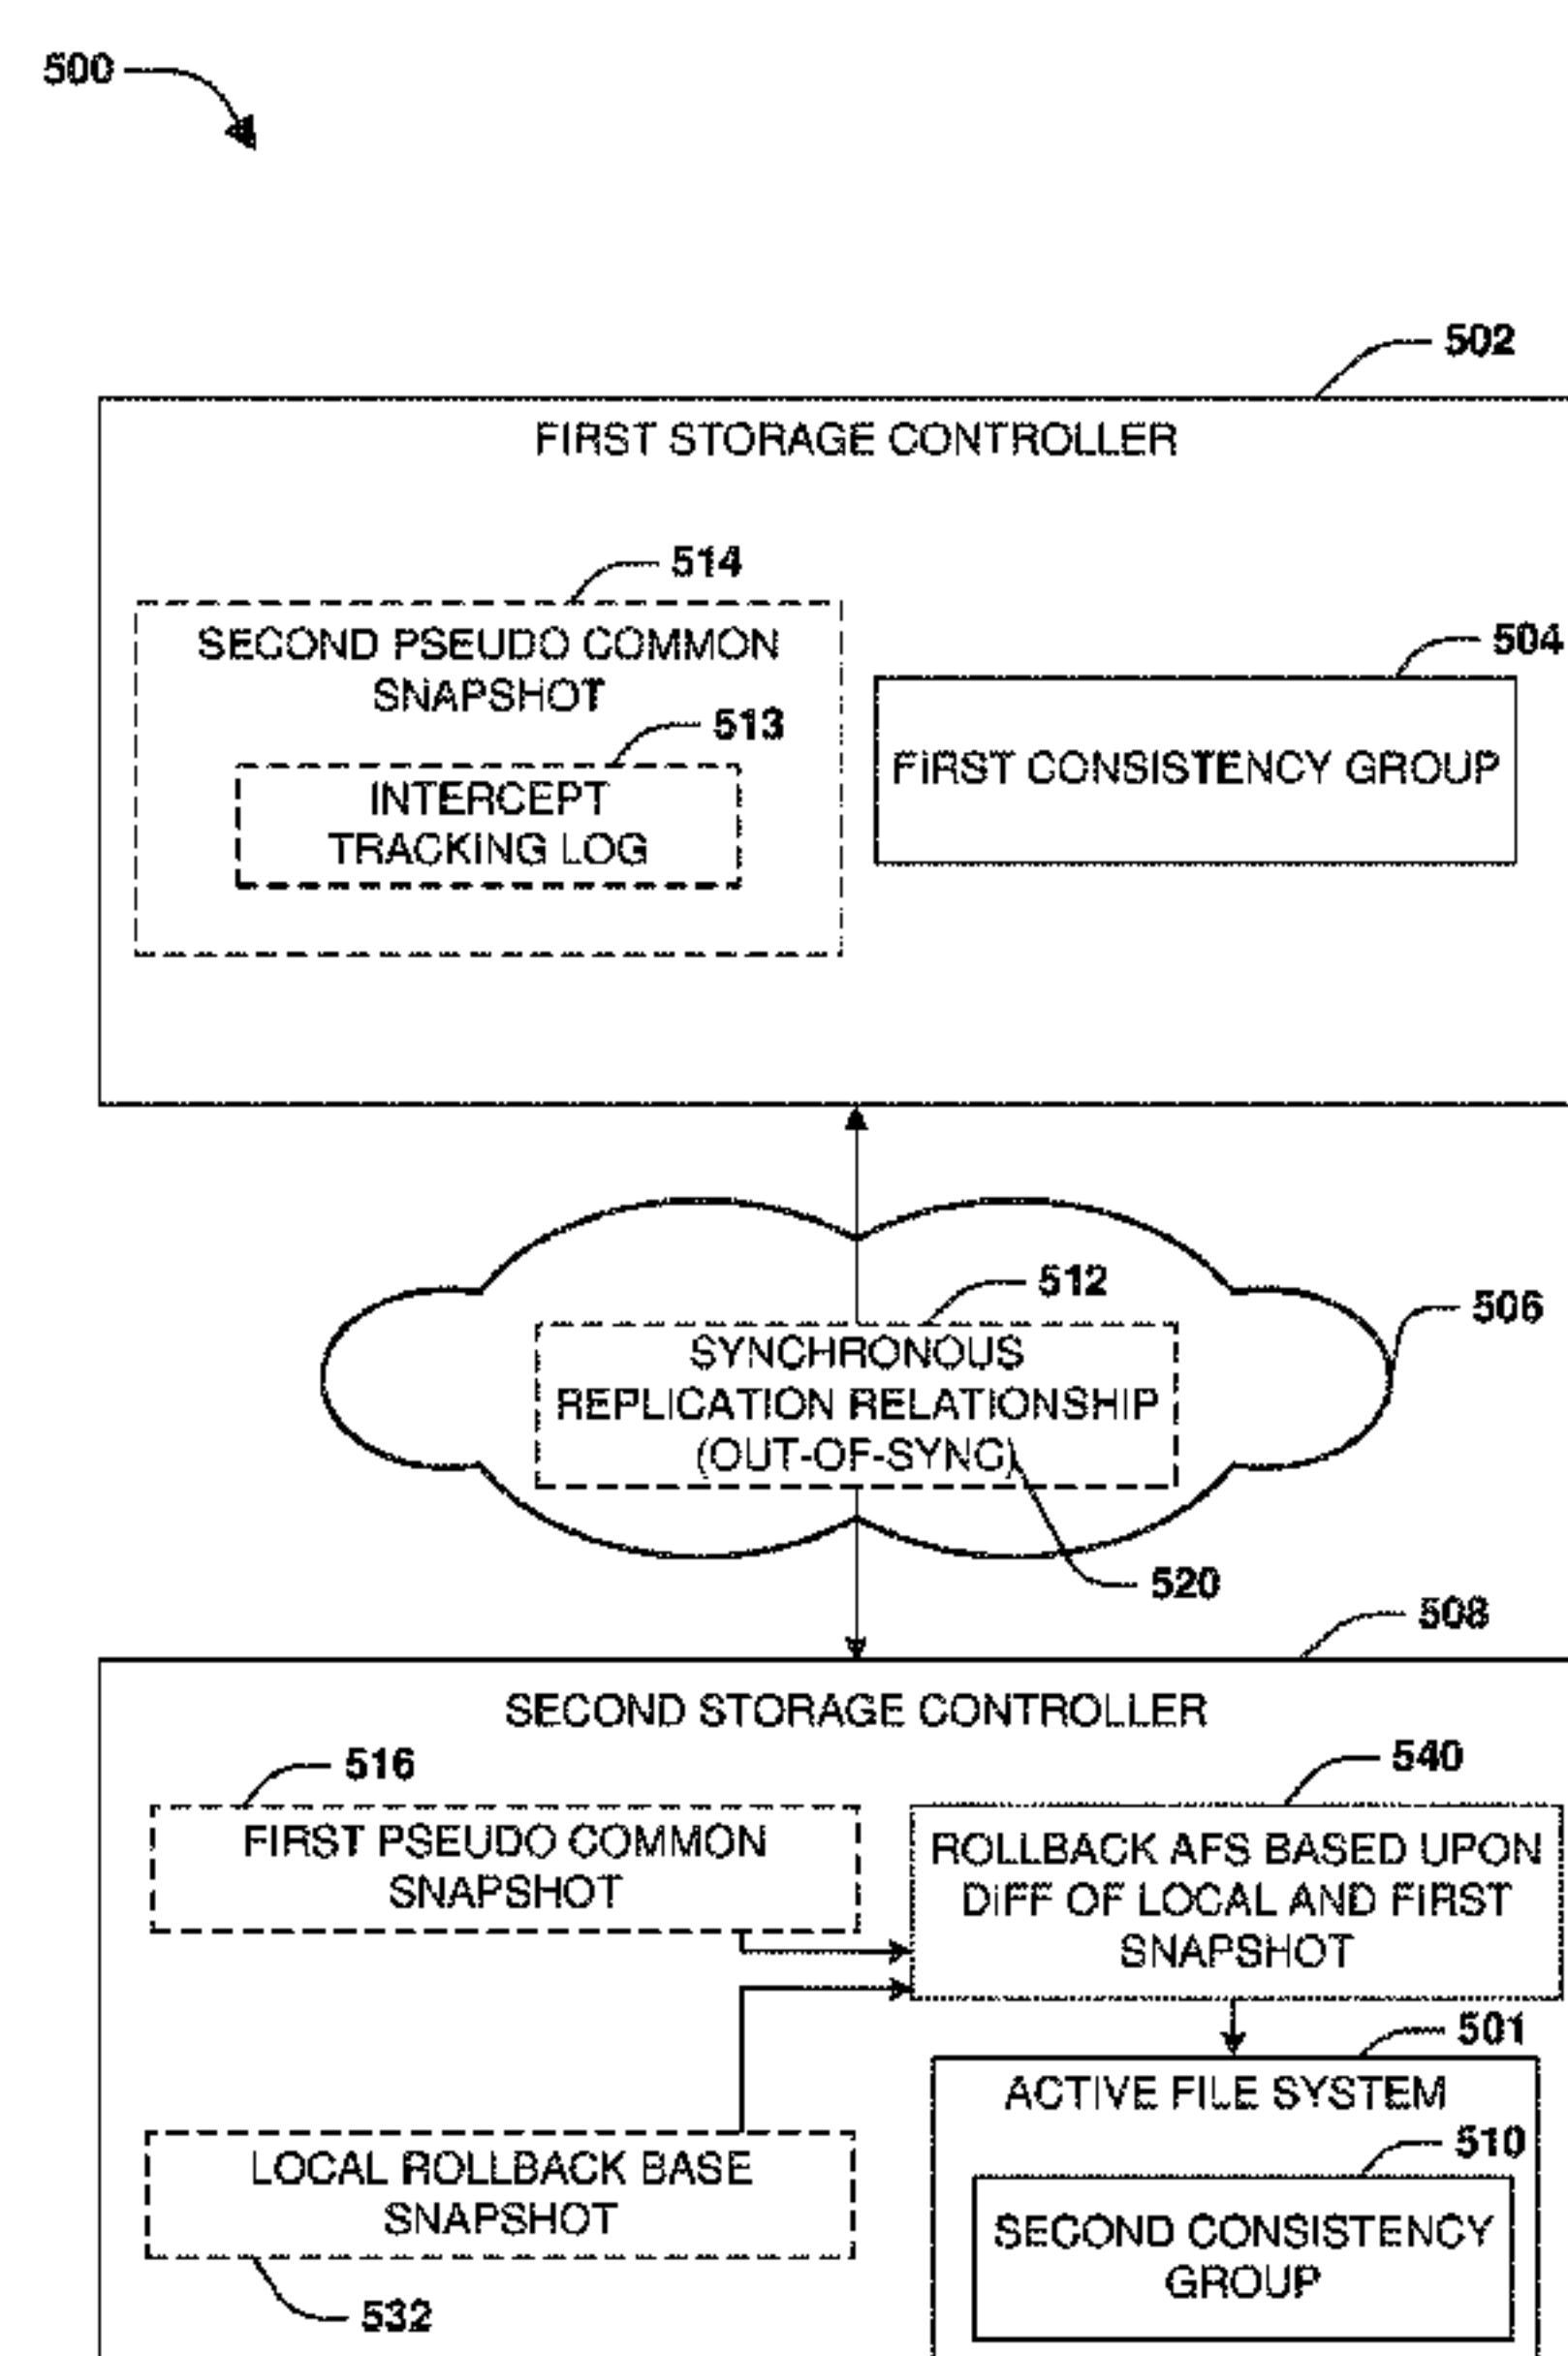 500
502
FIRST STORAGE CONTROLLER
514
SECOND PSEUDO COMMON
SNAPSHOT
513
INTERCEPT
TRACKING LOG
504
FIRST CONSISTENCY GROUP
512
506
SYNCHRONOUS
REPLICATION RELATIONSHIP
(OUT-OF-SYNC)
520
508
SECOND STORAGE CONTROLLER
516
FIRST PSEUDO COMMON
SNAPSHOT
540
ROLLBACK AFS BASED UPON
DIFF OF LOCAL AND FIRST
SNAPSHOT
501
ACTIVE FILE SYSTEM
510
SECOND CONSISTENCY
GROUP
LOCAL ROLLBACK BASE
SNAPSHOT
532